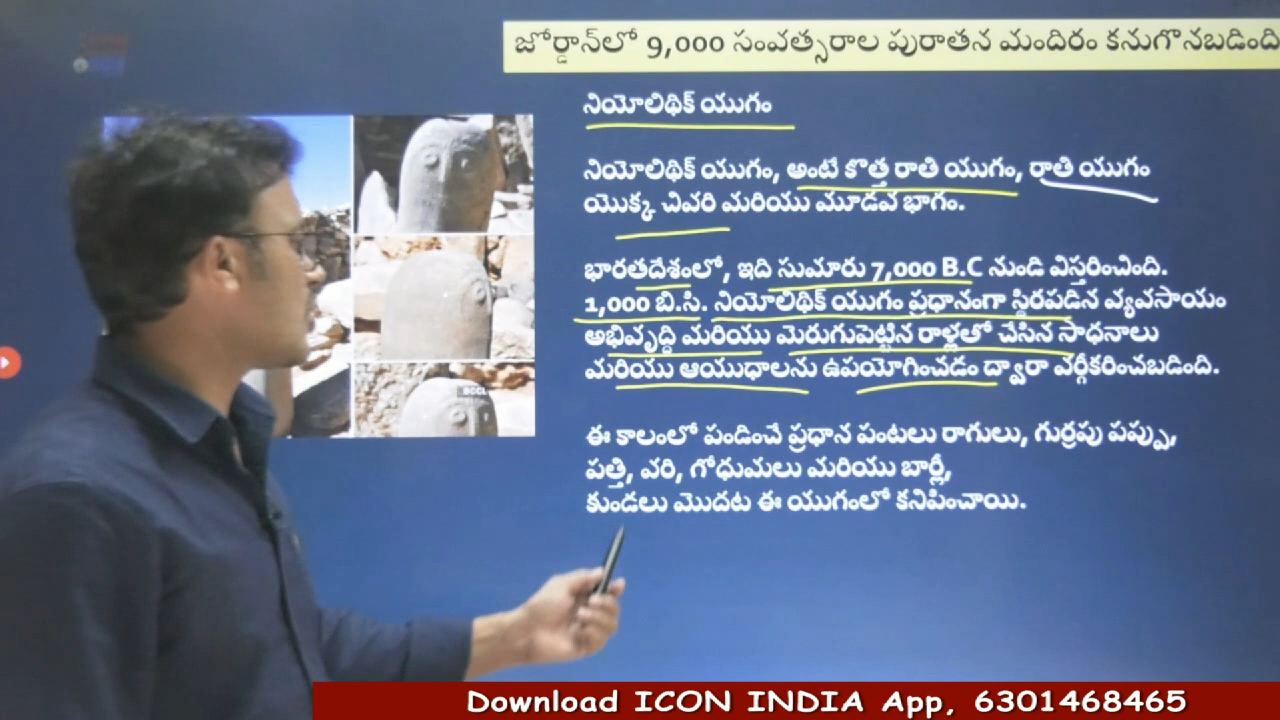 జోర్డాన్‌లో 9,000 సంవత్సరాల పురాతన మందిరం కనుగొనబడింది
నియోలిథిక్ యుగం
నియోలిథిక్ యుగం, అంటే కొత్త రాతి యుగం, రాతి యుగం
యొక్క చివరి మరియు మూడవ భాగం.
భారతదేశంలో, ఇది సుమారు 7,000 B.C నుండి విస్తరించింది.
1,000 బి.సి. నియోలిథిక్ యుగం ప్రధానంగా స్థిరపడిన వ్యవసాయం
అభివృద్ధి మరియు మెరుగుపెట్టిన రాళ్లతో చేసిన సాధనాలు
మరియు ఆయుధాలను ఉపయోగించడం ద్వారా వర్గీకరించబడింది.
ఈ కాలంలో పండించే ప్రధాన పంటలు రాగులు, గుర్రపు పప్పు,
పత్తి, వరి, గోధుమలు మరియు బార్లీ,
కుండలు మొదట ఈ యుగంలో కనిపించాయి.
Download ICON INDIA App, 6301468465